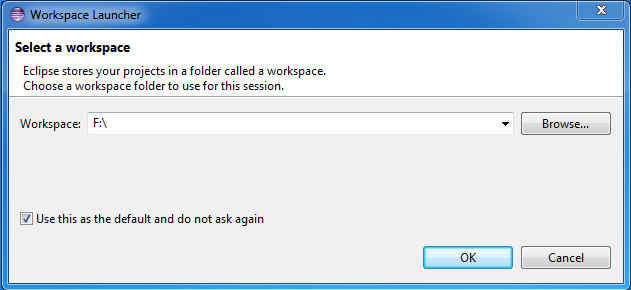 Workspace Launcher
Select a workspace
Eclipse stores your projects in a folder called a workspace.
Choose a workspace folder to use for this session.
Workspace: F:\ Browse...
Use this as the default and do not ask again
OK Cancel